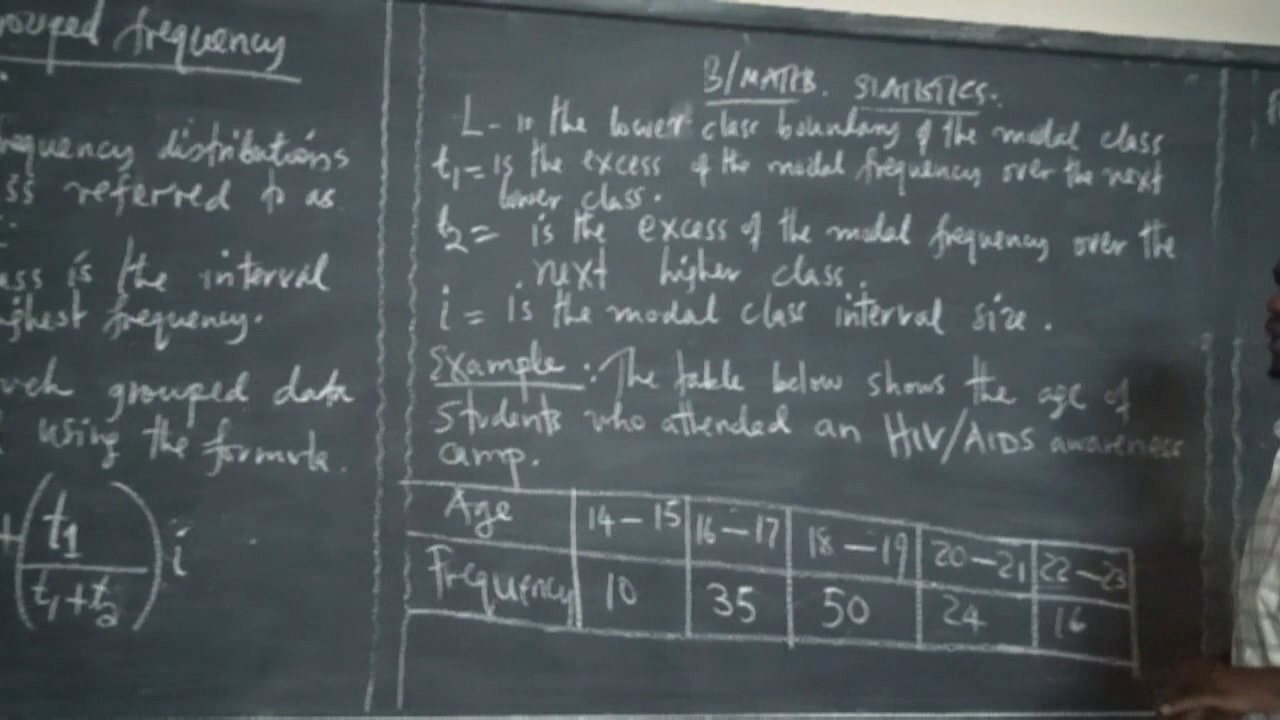 ouped frequency
requency distributions
ss referred to as
ass is the interval
ghest frequency.
grouped data
using the formula.
+(t1/t1+t2)i
B/MATHS. STATISTICS.
L - is the lower class boundary of the modal class
t1 = is the excess of the modal frequency over the next
lower class.
t2 = is the excess of the modal frequency over the
next higher class.
i = is the modal class interval size.
Example: The table below shows the age of
students who attended an HIV/AIDS awareness
camp.
Age 14-15 16-17 18-19 20-21 22-23
Frequency 10 35 50 24 16